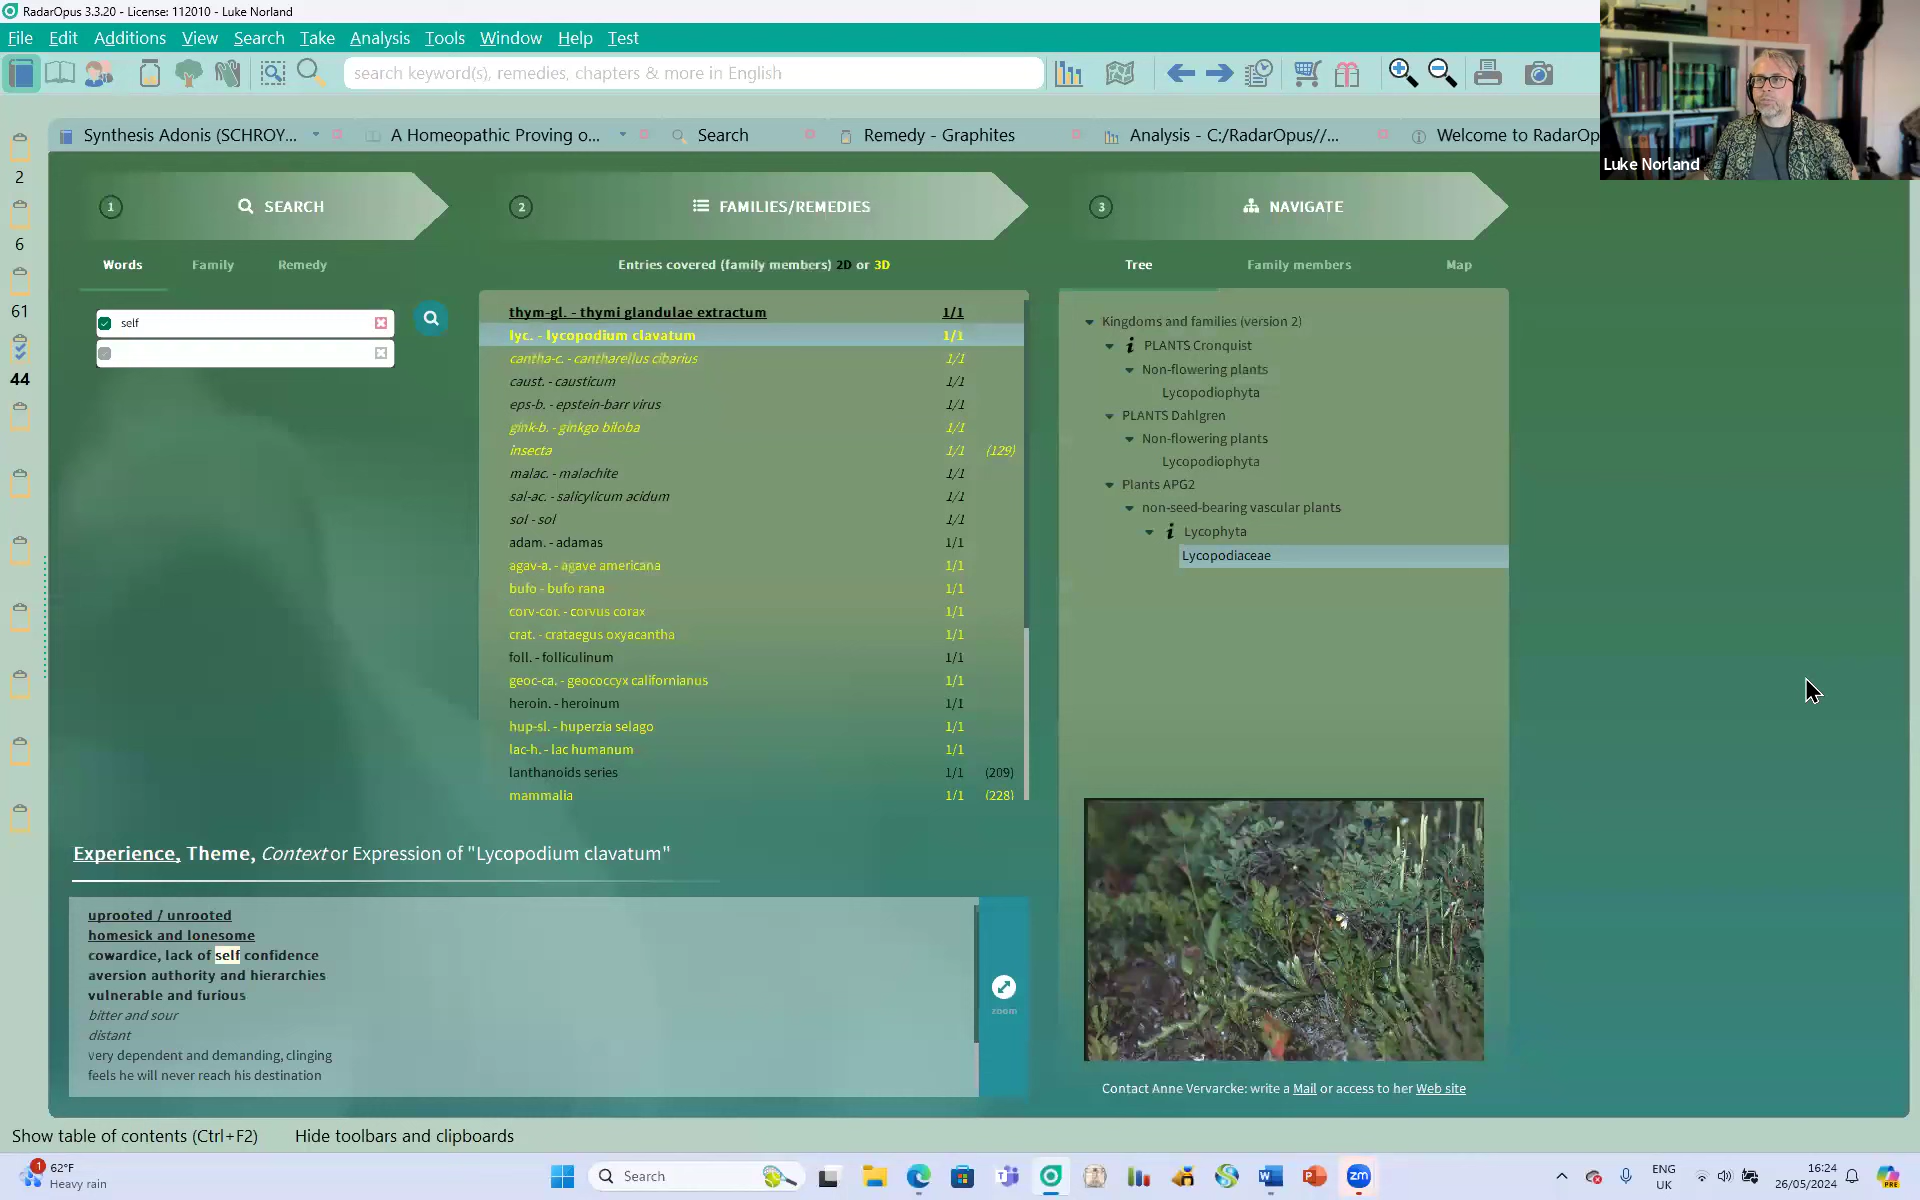 RadarOpus 3.3.20 - License: 112010 - Luke Norland
File Edit Additions View Search Take Analysis Tools Window Help Test
search keyword(s), remedies, chapters & more in English
Synthesis Adonis (SCHROY... A Homeopathic Proving o... Search Remedy - Graphites Analysis - C:/RadarOpus//... Welcome to RadarOp
Luke Norland
2
6
61
44
1 SEARCH
Words Family Remedy
self
2 FAMILIES/REMEDIES
Entries covered (family members) 2D or 3D
thym-gl. - thymi glandulae extractum 1/1
lyc. - lycopodium clavatum 1/1
cantha-c. - cantharellus cibarius 1/1
caust. - causticum 1/1
eps-b. - epstein-barr virus 1/1
gink-b. - ginkgo biloba 1/1
insecta 1/1 (129)
malac. - malachite 1/1
sal-ac. - salicylicum acidum 1/1
sol - sol 1/1
adam. - adamas 1/1
agav-a. - agave americana 1/1
bufo - bufo rana 1/1
corv-cor. - corvus corax 1/1
crat. - crataegus oxyacantha 1/1
foll. - folliculinum 1/1
geoc-ca. - geococcyx californianus 1/1
heroin. - heroinum 1/1
hup-sl. - huperzia selago 1/1
lac-h. - lac humanum 1/1
lanthanoids series 1/1 (209)
mammalia 1/1 (228)
3 NAVIGATE
Tree Family members Map
Kingdoms and families (version 2)
PLANTS Cronquist
Non-flowering plants
Lycopodiophyta
PLANTS Dahlgren
Non-flowering plants
Lycopodiophyta
Plants APG2
non-seed-bearing vascular plants
Lycophyta
Lycopodiaceae
Experience, Theme, Context or Expression of "Lycopodium clavatum"
uprooted / unrooted
homesick and lonesome
cowardice, lack of self confidence
aversion authority and hierarchies
vulnerable and furious
bitter and sour
distant
very dependent and demanding, clinging
feels he will never reach his destination
zoom
Contact Anne Vervarcke: write a Mail or access to her Web site
Show table of contents (Ctrl+F2) Hide toolbars and clipboards
1
62°F
Heavy rain
Search
zm
ENG
UK
16:24
26/05/2024
PRE